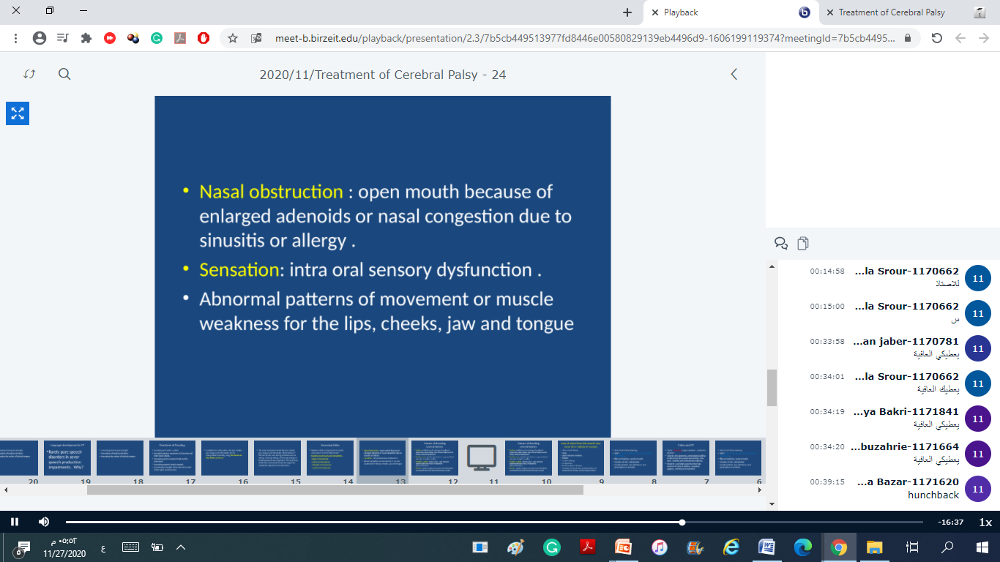 Playback
Treatment of Cerebral Palsy
meet-b.birzeit.edu/playback/presentation/2.3/7b5cb449513977fd8446e00580829139eb4496d9-1606199119374?meetingId=7b5cb4495...
2020/11/Treatment of Cerebral Palsy - 24
• Nasal obstruction : open mouth because of
enlarged adenoids or nasal congestion due to
sinusitis or allergy .
• Sensation: intra oral sensory dysfunction .
• Abnormal patterns of movement or muscle
weakness for the lips, cheeks, jaw and tongue
Language development in CP
Rarely pure speech
disorders in sever
speech production
impairments. Why?
Treatment of Drooling
20 19 18 17 16 15 14 13 12 11 10 9 8 7 6
00:14:58 ...la Srour-1170662 11
للاصتاذ
00:15:00 ...la Srour-1170662 11
س
00:33:58 ...an jaber-1170781 11
يعطيكي العافية
00:34:01 ...la Srour-1170662 11
يعطيك العافية
00:34:19 ...ya Bakri-1171841 11
يعطيكي العافية
00:34:20 ...buzahrie-1171664 11
يعطيكي العافية
00:39:15 ...a Bazar-1171620 11
hunchback
-16:37 1x
٠٥:٥٢ م
ع
11/27/2020